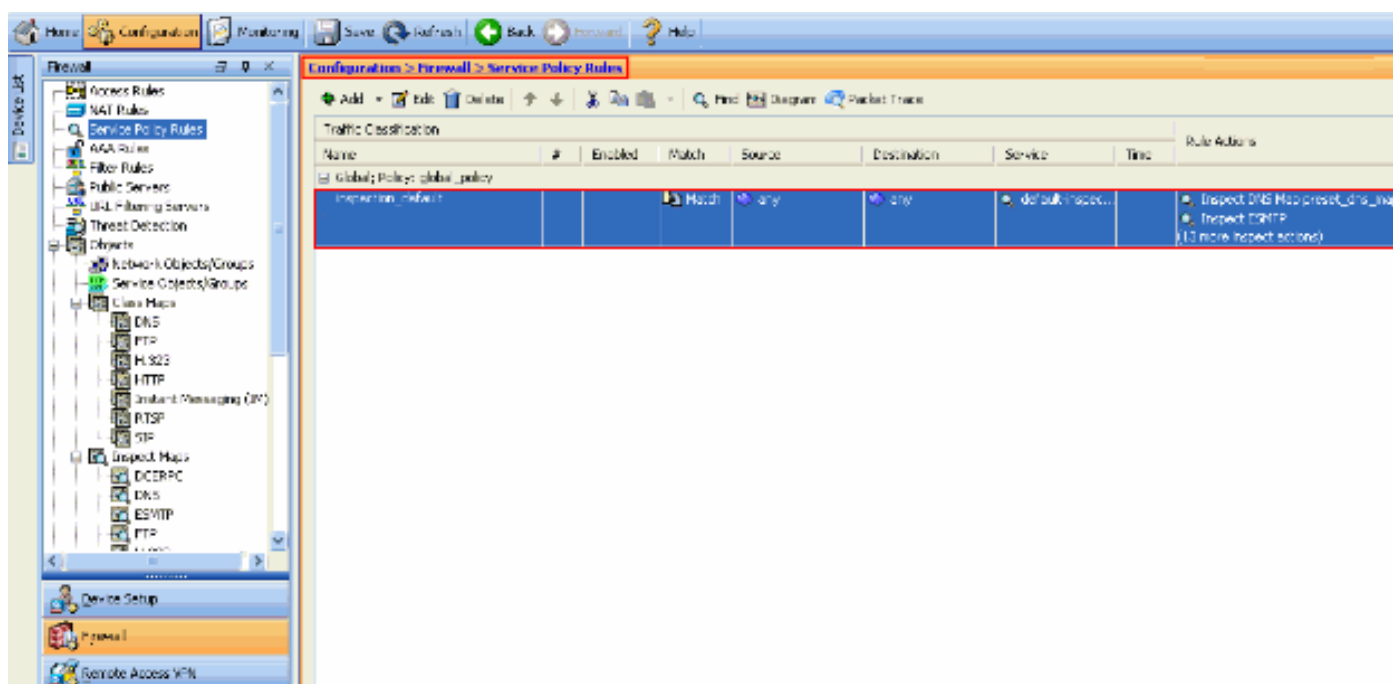 Home Configuration Monitoring Save Refresh Back Forward Help
Device List
Firewall
Access Rules
NAT Rules
Service Policy Rules
AAA Rules
Filter Rules
Public Servers
URL Filtering Servers
Threat Detection
Objects
Network Objects/Groups
Service Objects/Groups
Class Maps
DNS
FTP
H.323
HTTP
Instant Messaging (IM)
RTSP
SIP
Inspect Maps
DCERPC
DNS
ESMTP
FTP
Device Setup
Firewall
Remote Access VPN
Configuration > Firewall > Service Policy Rules
Add Edit Delete Find Diagram Packet Trace
Traffic Classification
Rule Actions
Name # Enabled Match Source Destination Service Time
Global; Policy: global_policy
inspection_default Match any any default-inspec...
Inspect DNS Map preset_dns_map
Inspect ESMTP
(13 more inspect actions)